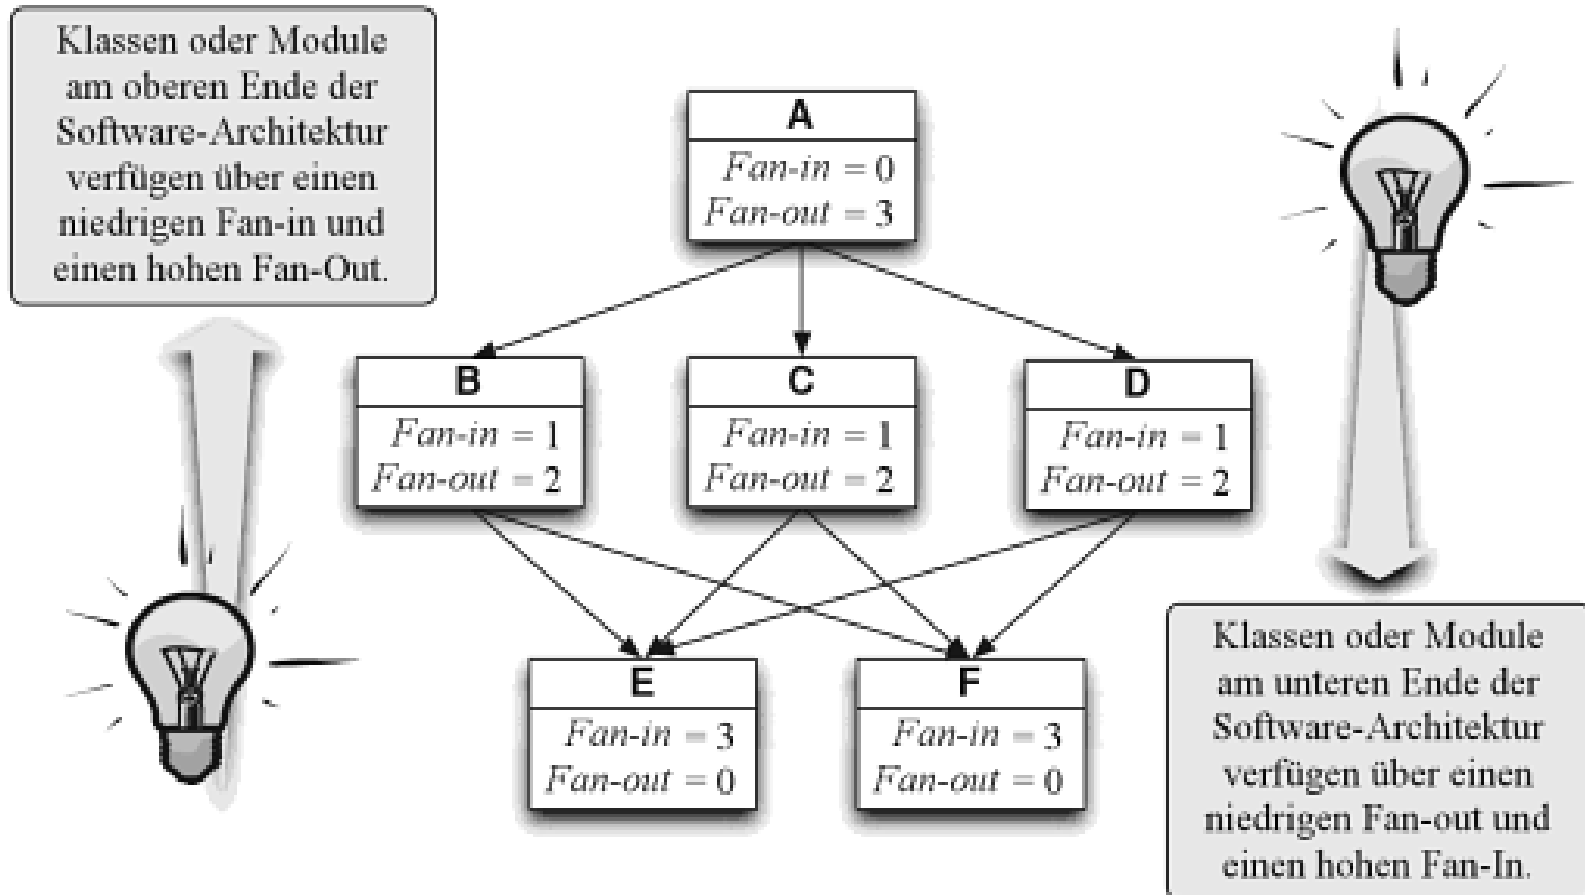 Klassen oder Module
am oberen Ende der
Software-Architektur
verfügen über einen
niedrigen Fan-in und
einen hohen Fan-Out.
A
Fan-in = 0
Fan-out = 3
B
Fan-in = 1
Fan-out = 2
C
Fan-in = 1
Fan-out = 2
D
Fan-in = 1
Fan-out = 2
E
Fan-in = 3
Fan-out = 0
F
Fan-in = 3
Fan-out = 0
Klassen oder Module
am unteren Ende der
Software-Architektur
verfügen über einen
niedrigen Fan-out und
einen hohen Fan-In.